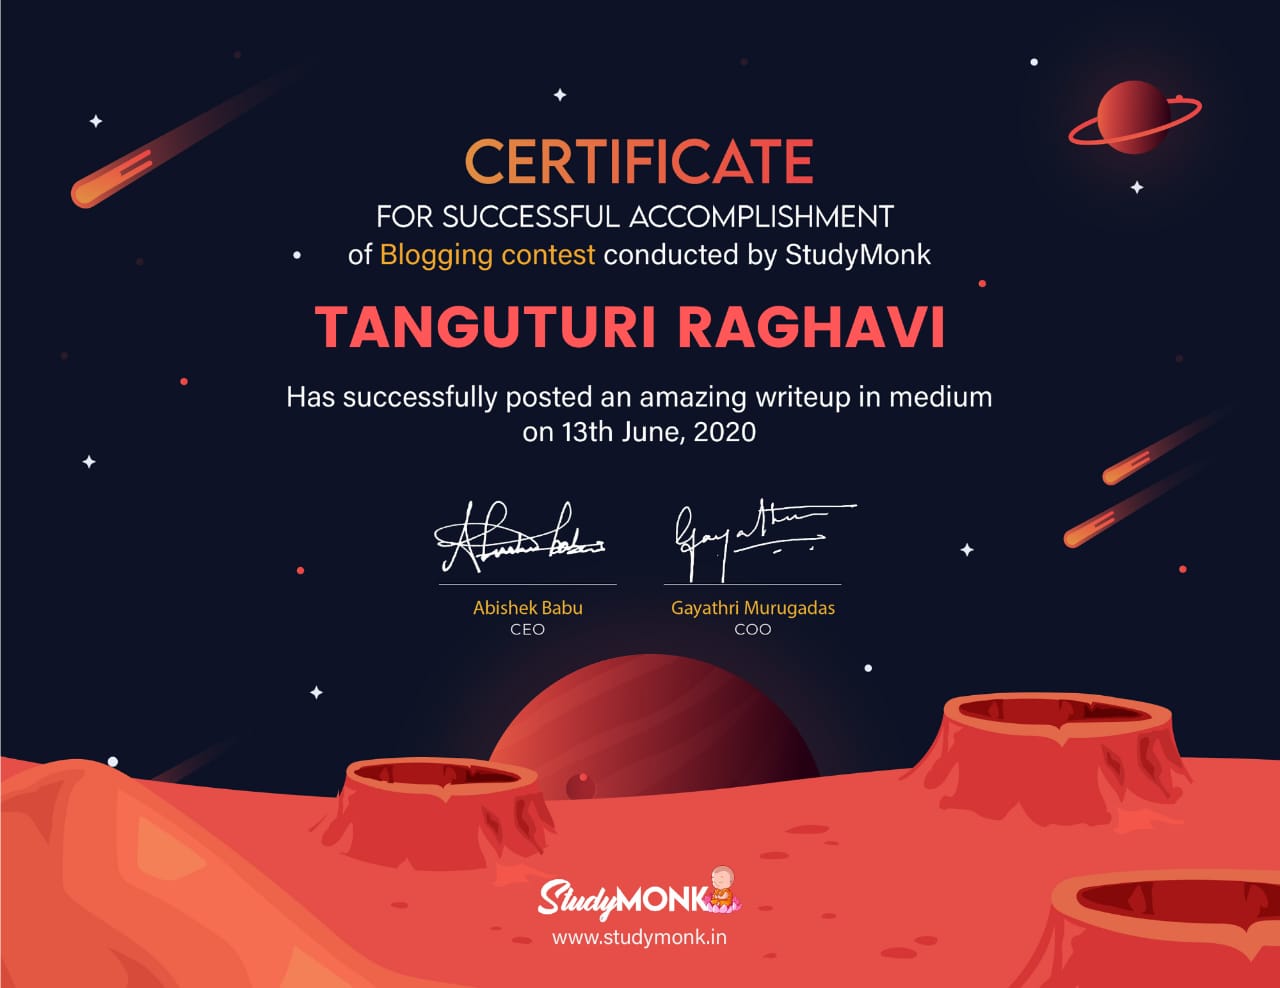 CERTIFICATE
FOR SUCCESSFUL ACCOMPLISHMENT
of Blogging contest conducted by StudyMonk
TANGUTURI RAGHAVI
Has successfully posted an amazing writeup in medium
on 13th June, 2020
Gayathri
Abishek Babu
Gayathri Murugadas
CEO
COO
StudyMONK
www.studymonk.in